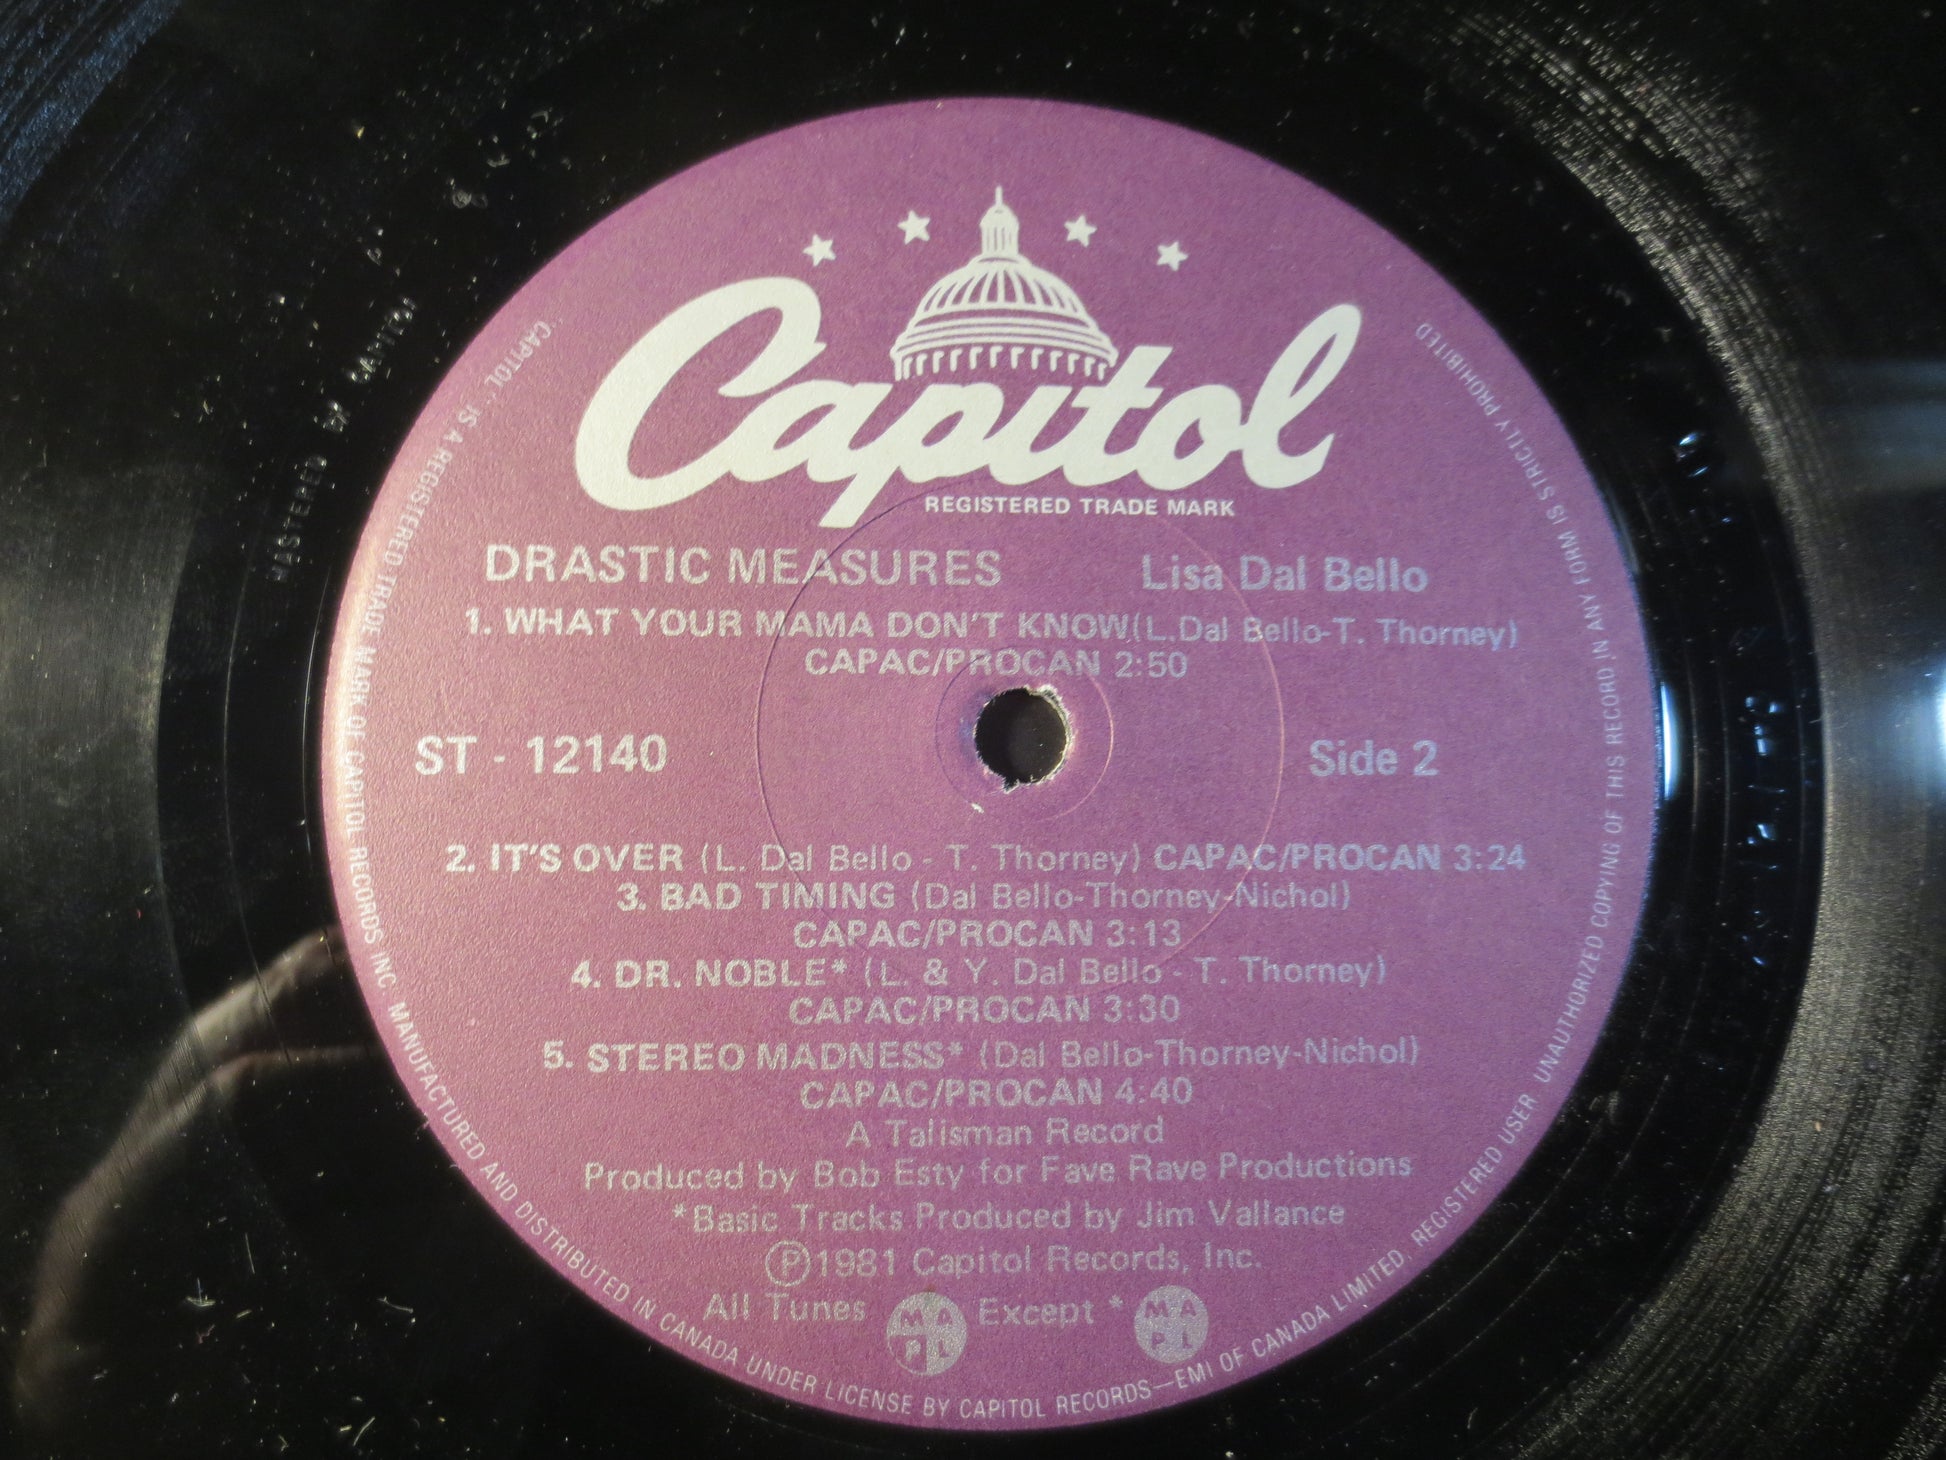 Capitol
REGISTERED TRADE MARK
DRASTIC MEASURES Lisa Dal Bello
1. WHAT YOUR MAMA DON'T KNOW(L.Dal Bello-T. Thorney)
CAPAC/PROCAN 2:50
ST - 12140 Side 2
2. IT'S OVER (L. Dal Bello - T. Thorney) CAPAC/PROCAN 3:24
3. BAD TIMING (Dal Bello-Thorney-Nichol)
CAPAC/PROCAN 3:13
4. DR. NOBLE* (L. & Y. Dal Bello - T. Thorney)
CAPAC/PROCAN 3:30
5. STEREO MADNESS* (Dal Bello-Thorney-Nichol)
CAPAC/PROCAN 4:40
A Talisman Record
Produced by Bob Esty for Fave Rave Productions
*Basic Tracks Produced by Jim Vallance
Ⓟ1981 Capitol Records, Inc.
All Tunes MAPL Except * MAPL
"CAPITOL" IS A REGISTERED TRADE MARK OF CAPITOL RECORDS INC. MANUFACTURED AND DISTRIBUTED IN CANADA UNDER LICENSE BY CAPITOL RECORDS—EMI OF CANADA LIMITED, REGISTERED USER. UNAUTHORIZED COPYING OF THIS RECORD IN ANY FORM IS STRICTLY PROHIBITED
MASTERED BY CAPITOL